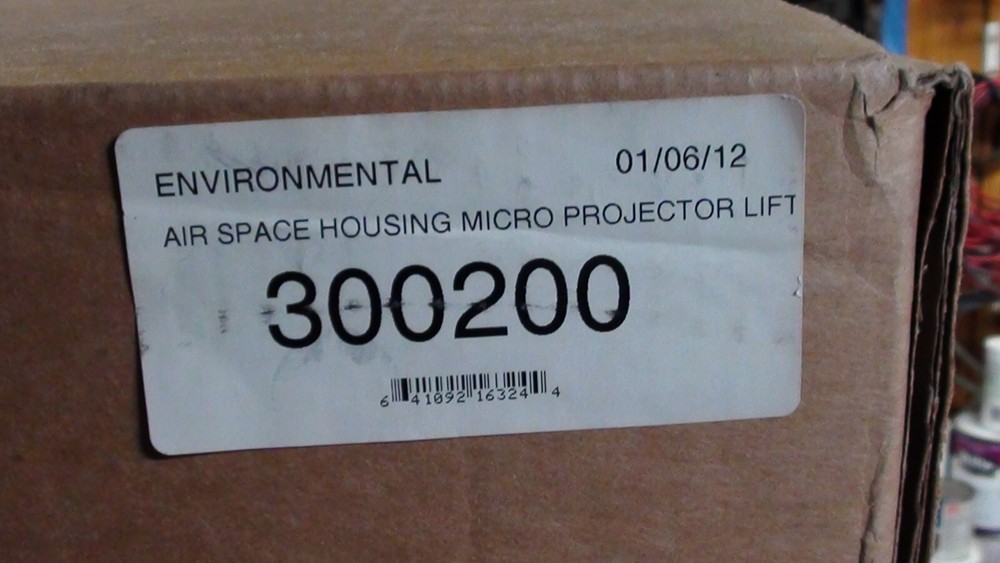 ENVIRONMENTAL 01/06/12
AIR SPACE HOUSING MICRO PROJECTOR LIFT
300200
6 41092 16324 4